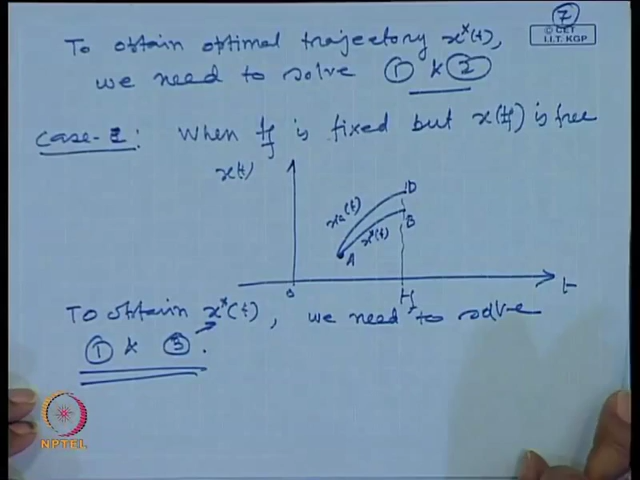 7
© CET
I.I.T. KGP
To obtain optimal trajectory x*(t),
we need to solve ① & ②
Case-2: When tf is fixed but x(tf) is free
x(t)
xa(t)
x*(t)
D
B
A
0
tf
t
To obtain x*(t), we need to solve
① & ③.
NPTEL